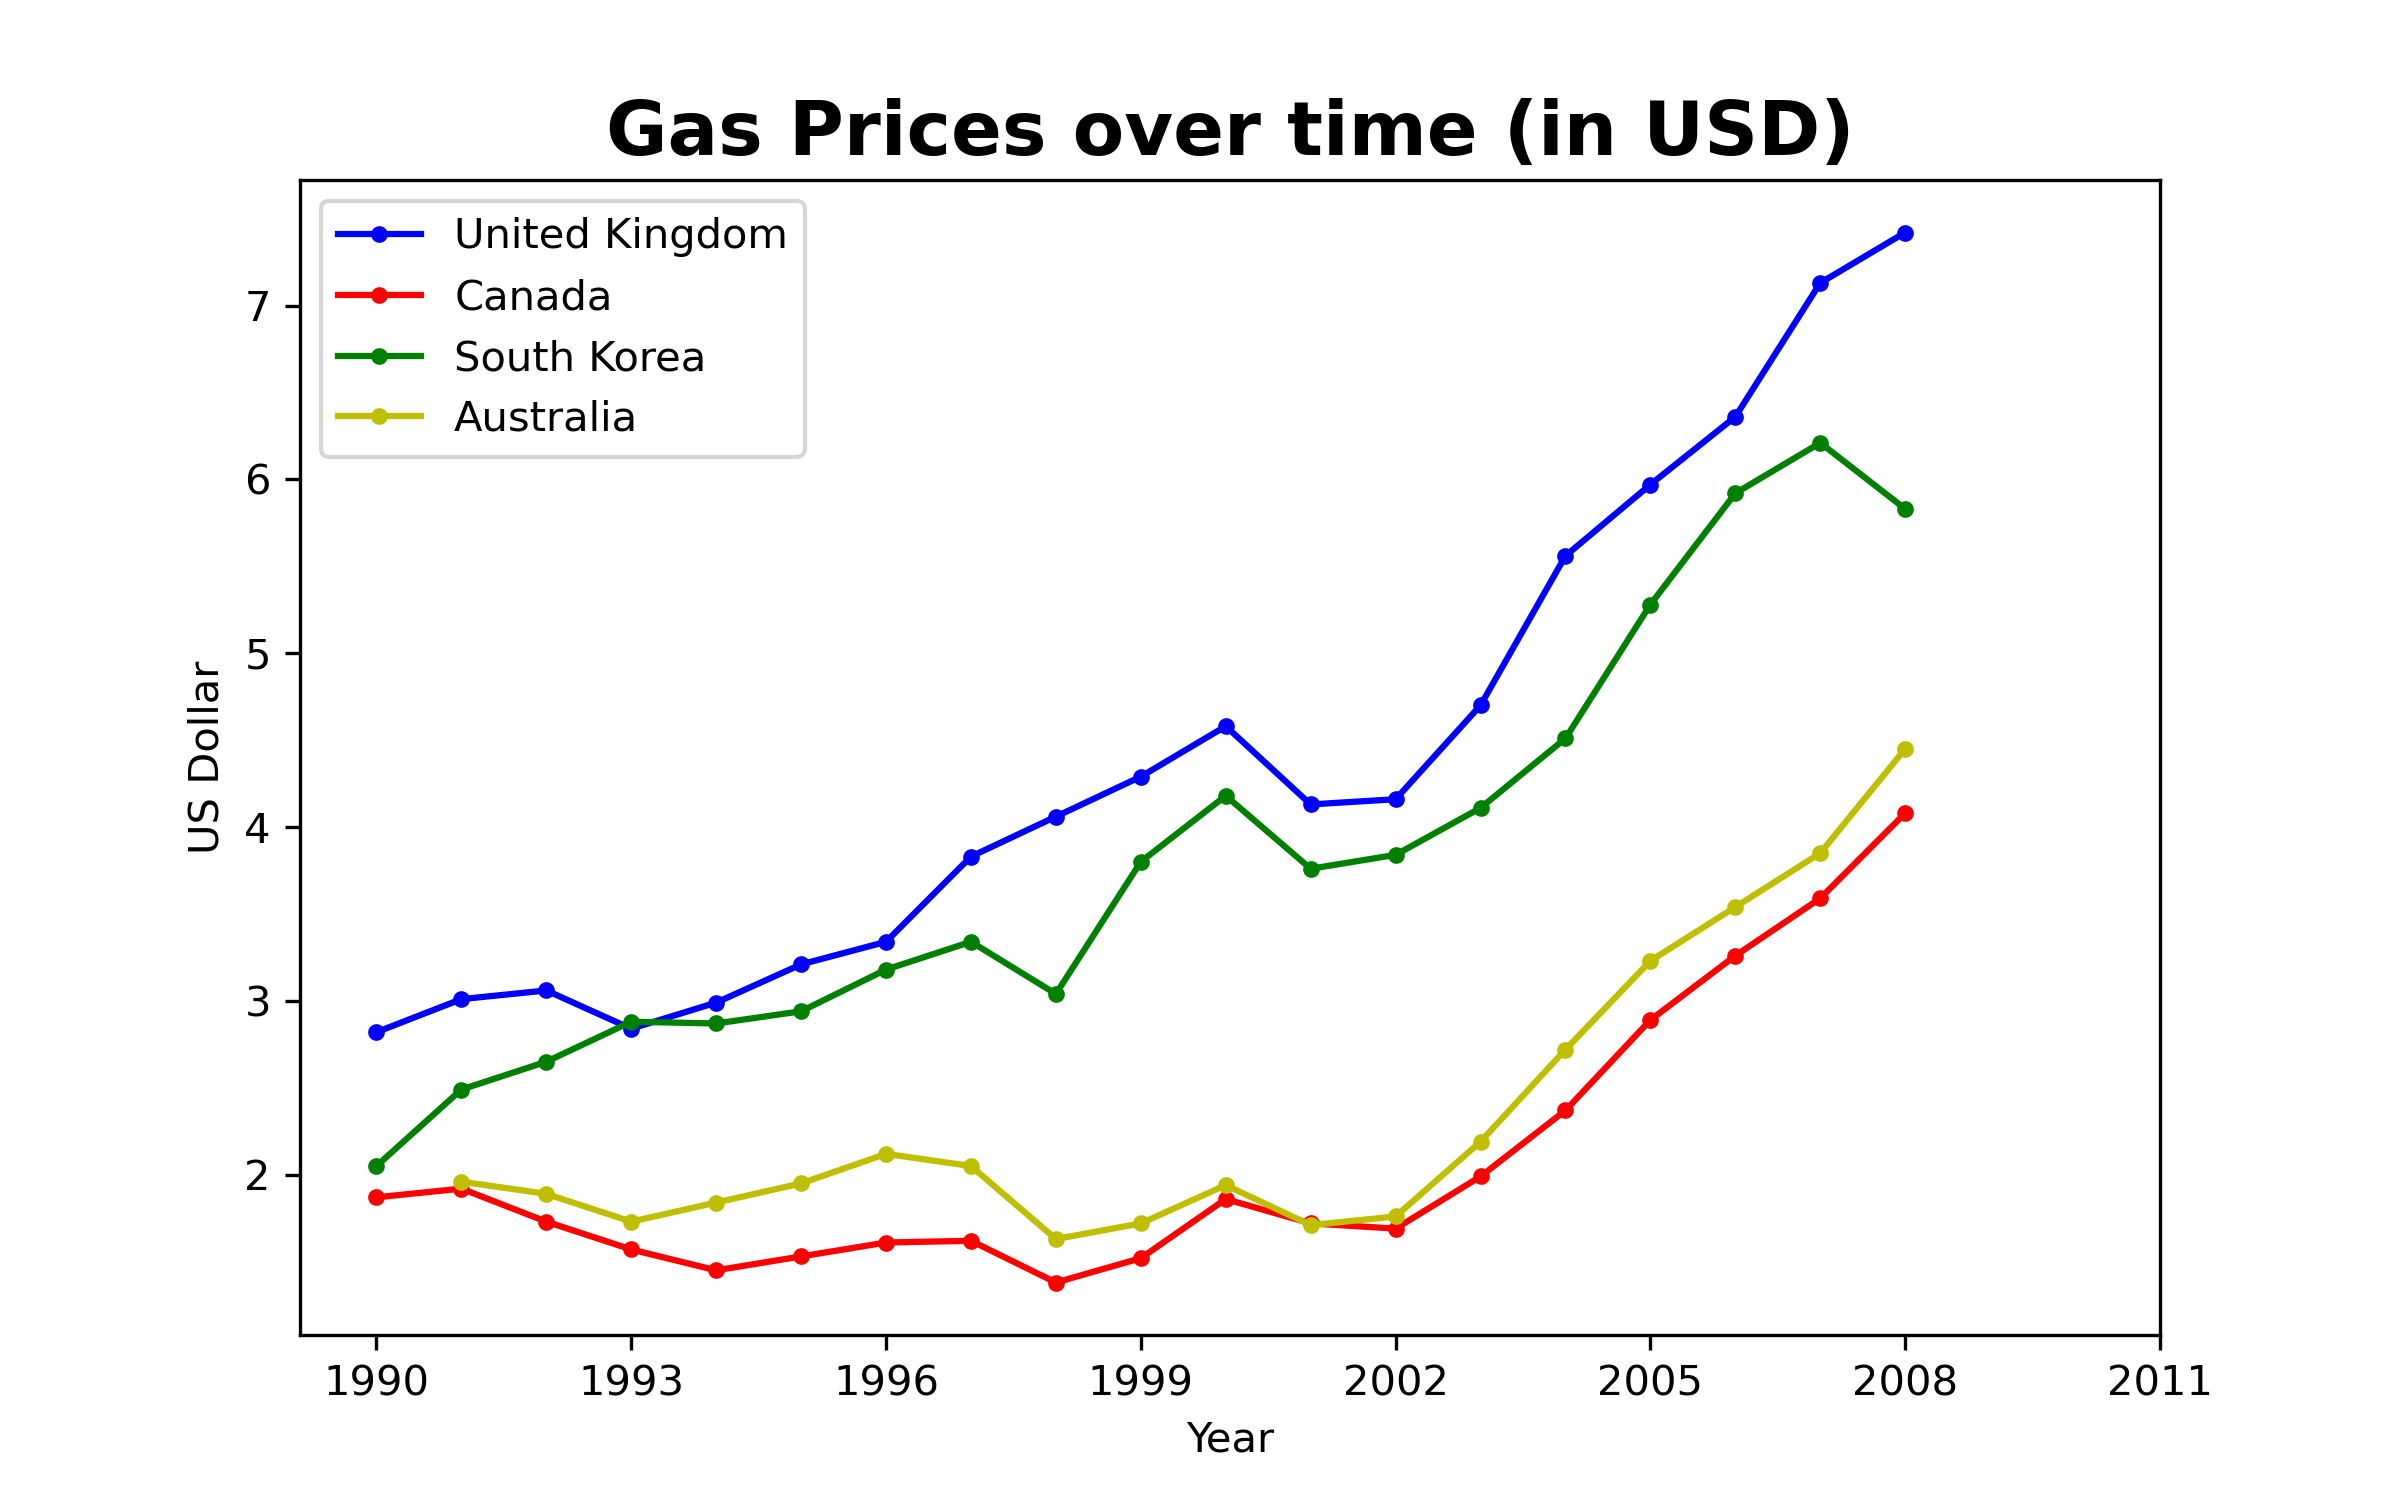 Gas Prices over time (in USD)
United Kingdom
Canada
South Korea
Australia
7
6
5
4
3
2
US Dollar
1990 1993 1996 1999 2002 2005 2008 2011
Year